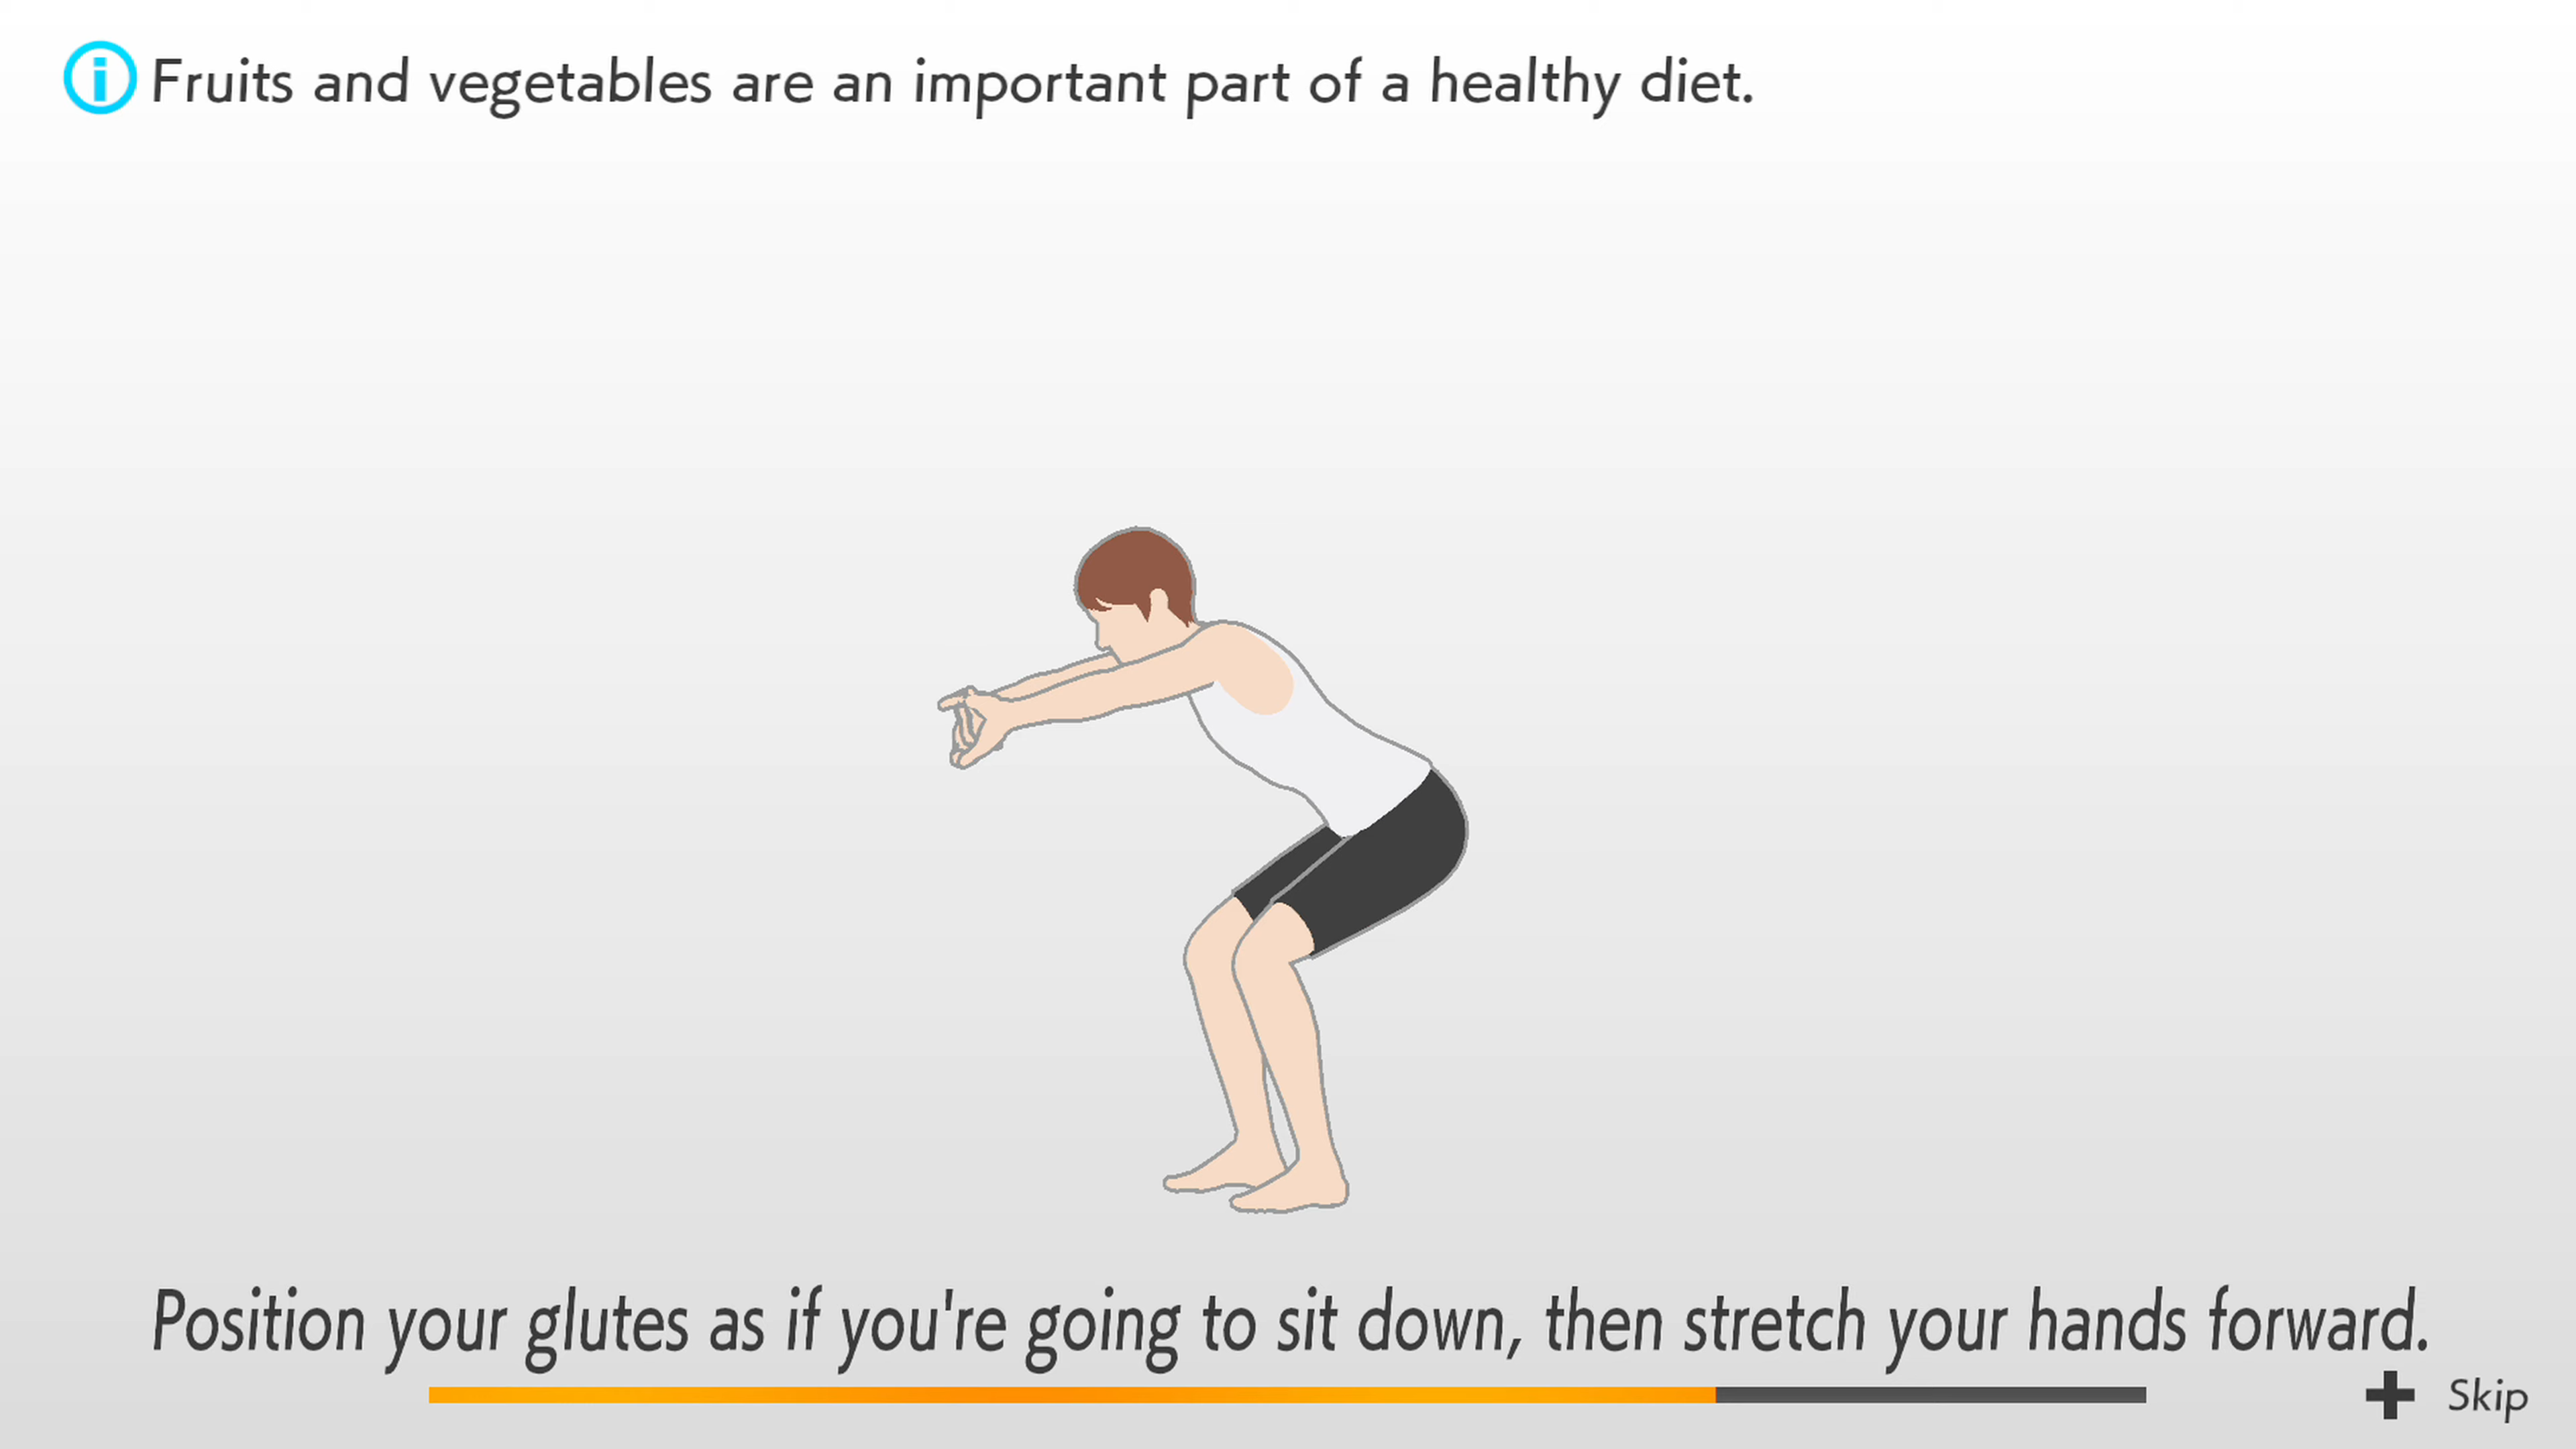 Fruits and vegetables are an important part of a healthy diet.
Position your glutes as if you're going to sit down, then stretch your hands forward.
Skip